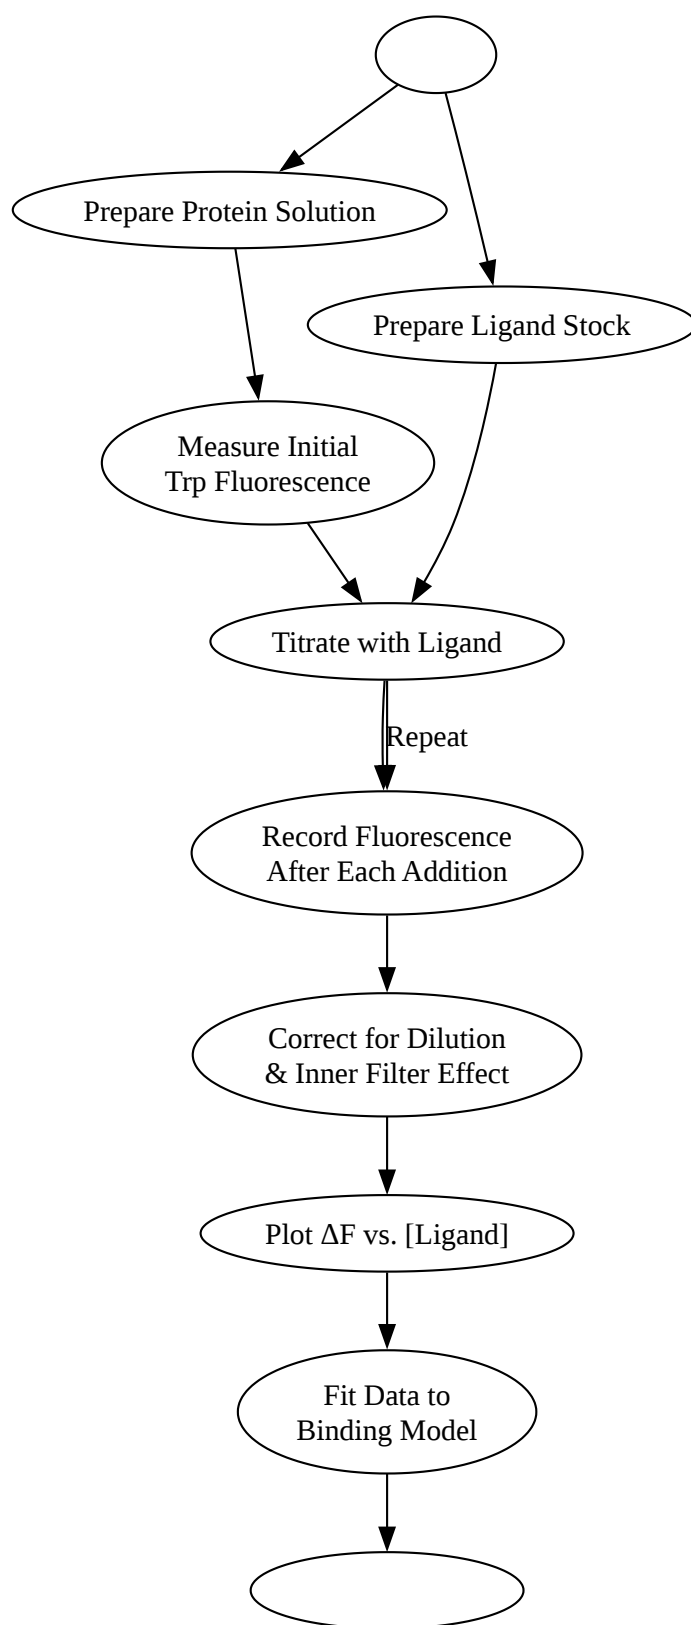 Prepare Protein Solution
Prepare Ligand Stock
Measure Initial
Trp Fluorescence
Titrate with Ligand
Repeat
Record Fluorescence
After Each Addition
Correct for Dilution
& Inner Filter Effect
Plot ΔF vs. [Ligand]
Fit Data to
Binding Model